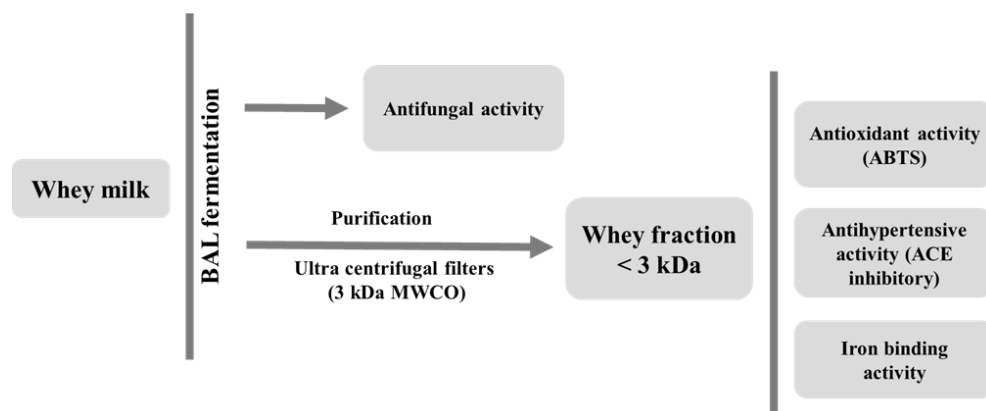 Whey milk
BAL fermentation
Antifungal activity
Purification
Ultra centrifugal filters
(3 kDa MWCO)
Whey fraction
< 3 kDa
Antioxidant activity
(ABTS)
Antihypertensive
activity (ACE
inhibitory)
Iron binding
activity